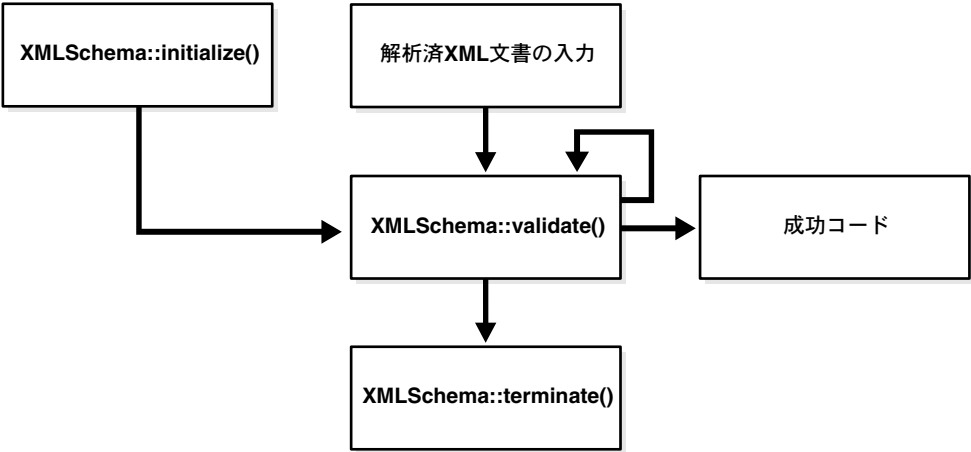 XMLSchema::initialize()
解析済XML文書の入力
XMLSchema::validate()
成功コード
XMLSchema::terminate()